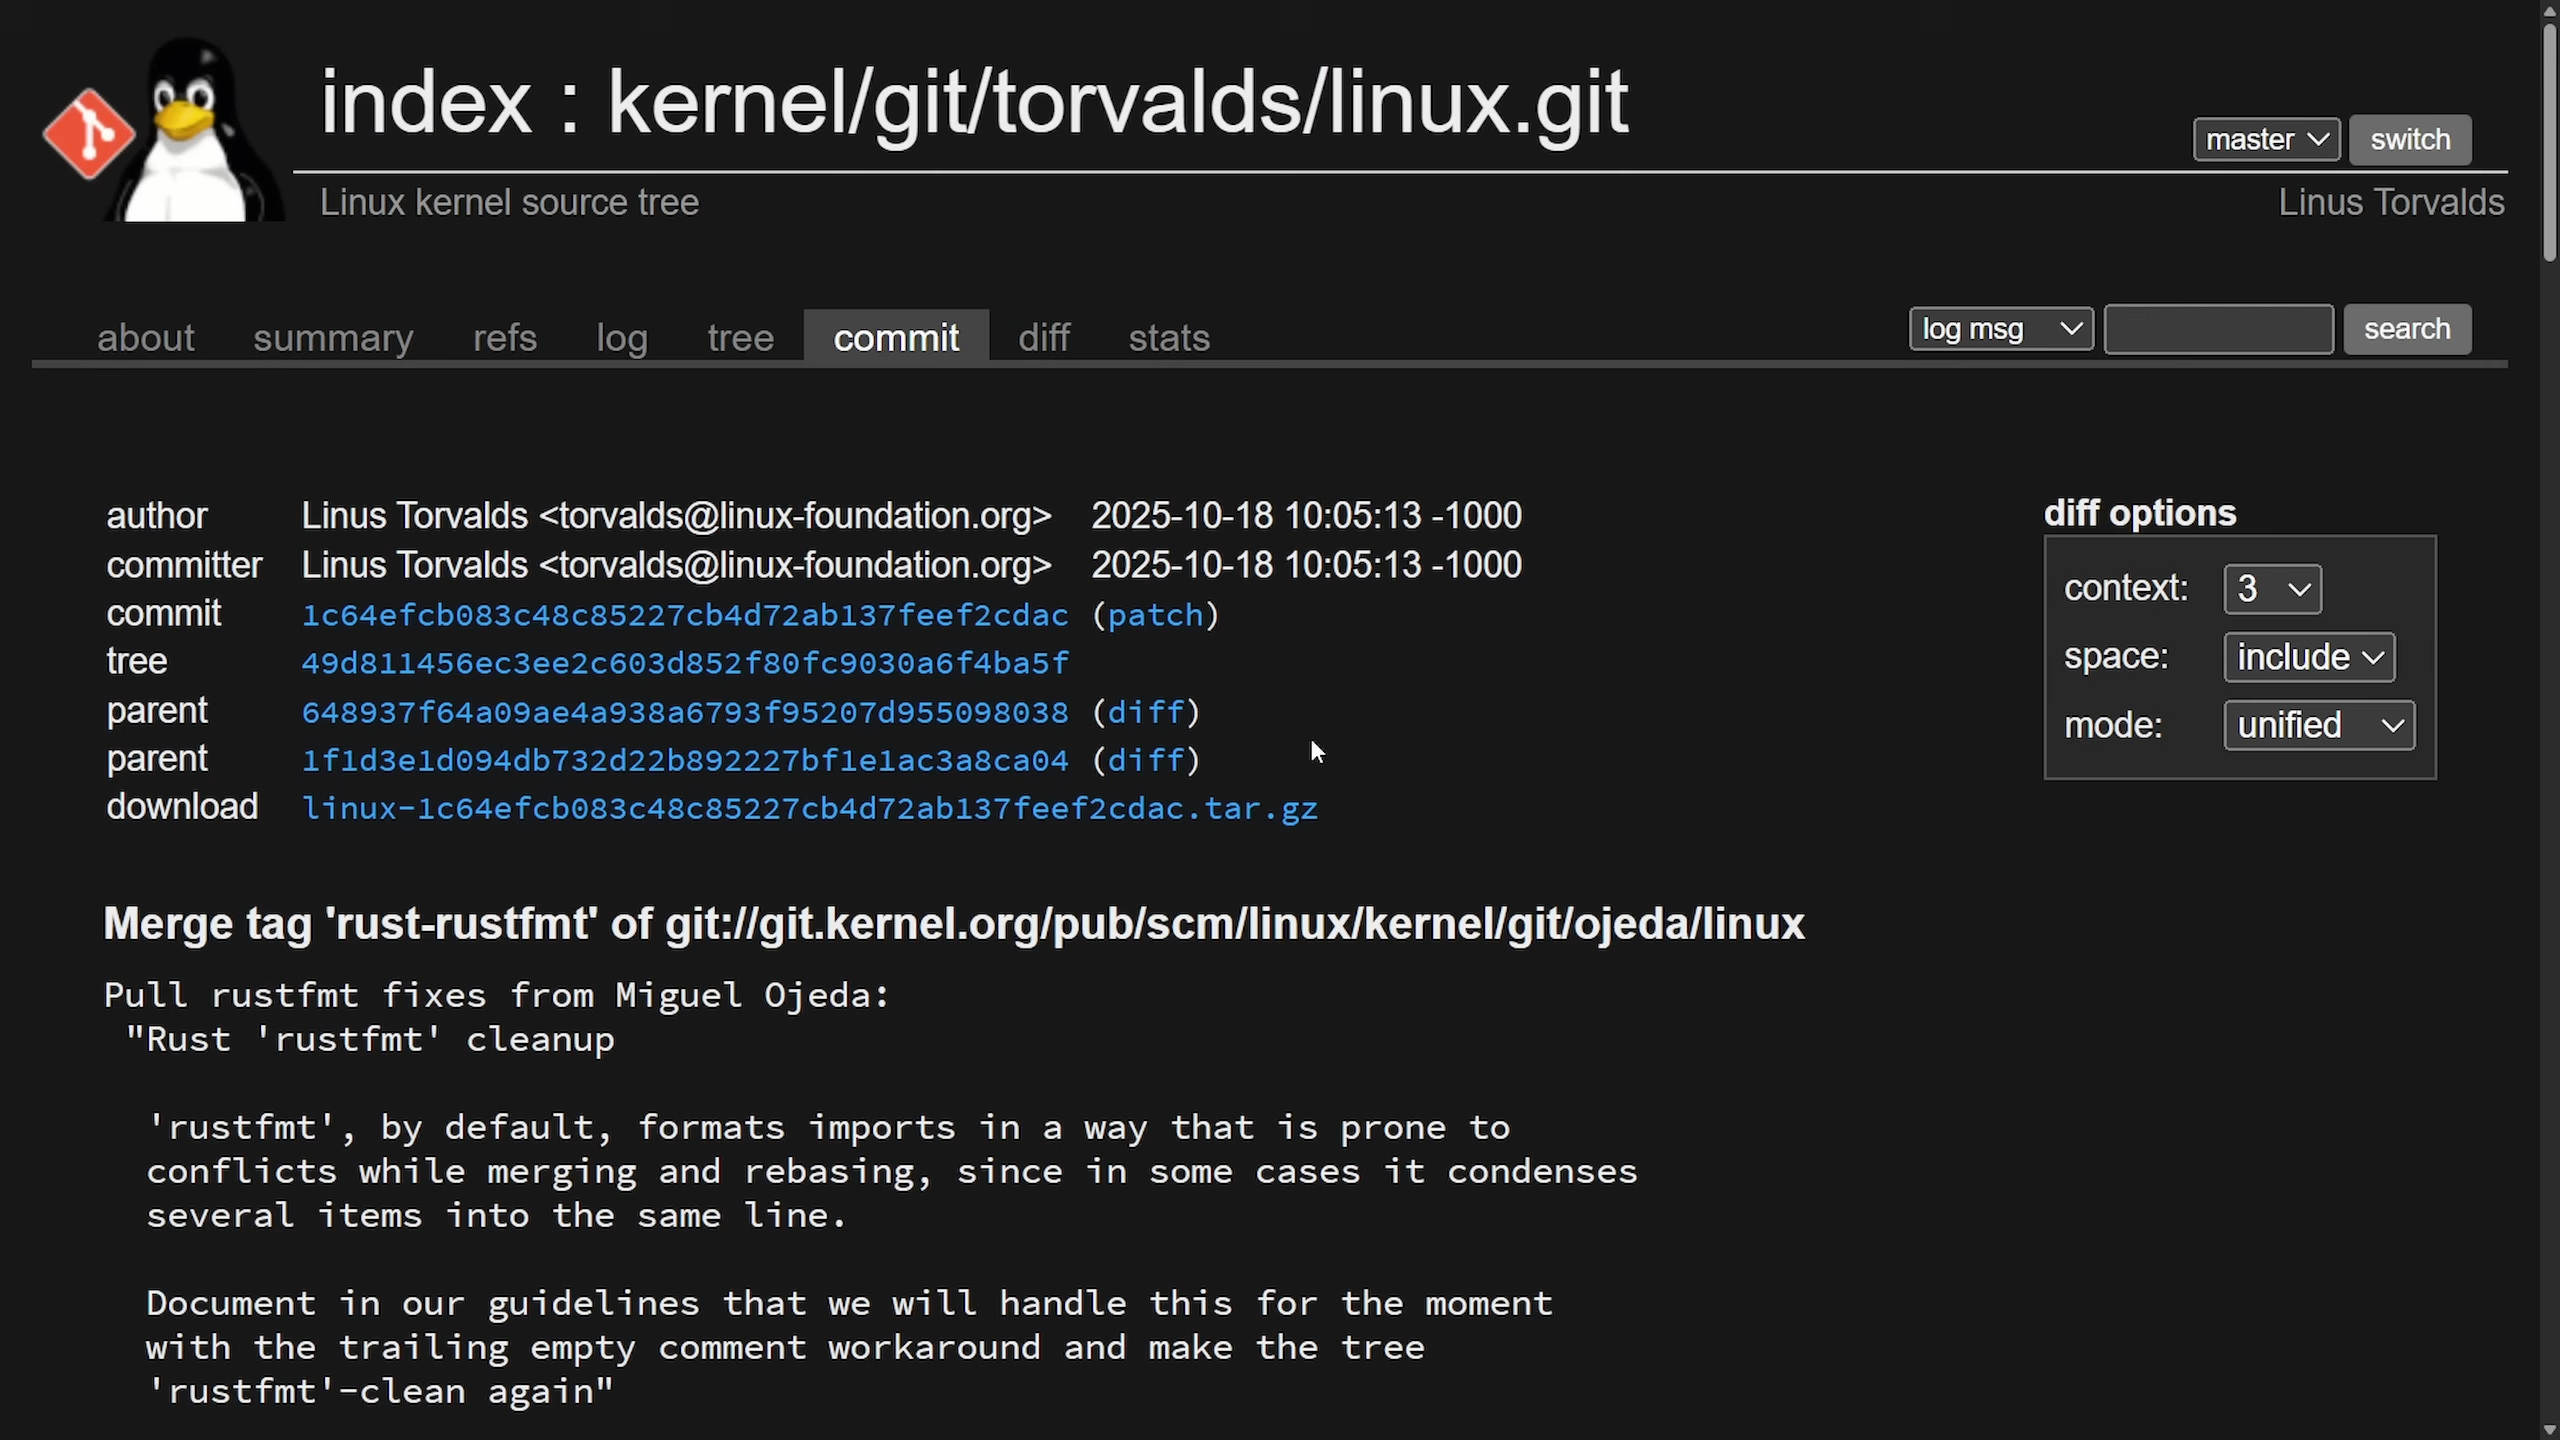 index : kernel/git/torvalds/linux.git
master switch
Linux kernel source tree Linus Torvalds
about summary refs log tree commit diff stats log msg search
author Linus Torvalds <torvalds@linux-foundation.org> 2025-10-18 10:05:13 -1000
committer Linus Torvalds <torvalds@linux-foundation.org> 2025-10-18 10:05:13 -1000
commit 1c64efcb083c48c85227cb4d72ab137feef2cdac (patch)
tree 49d811456ec3ee2c603d852f80fc9030a6f4ba5f
parent 648937f64a09ae4a938a6793f95207d955098038 (diff)
parent 1f1d3e1d094db732d22b892227bf1e1ac3a8ca04 (diff)
download linux-1c64efcb083c48c85227cb4d72ab137feef2cdac.tar.gz
diff options
context: 3
space: include
mode: unified
Merge tag 'rust-rustfmt' of git://git.kernel.org/pub/scm/linux/kernel/git/ojeda/linux
Pull rustfmt fixes from Miguel Ojeda:
"Rust 'rustfmt' cleanup
'rustfmt', by default, formats imports in a way that is prone to
conflicts while merging and rebasing, since in some cases it condenses
several items into the same line.
Document in our guidelines that we will handle this for the moment
with the trailing empty comment workaround and make the tree
'rustfmt'-clean again"